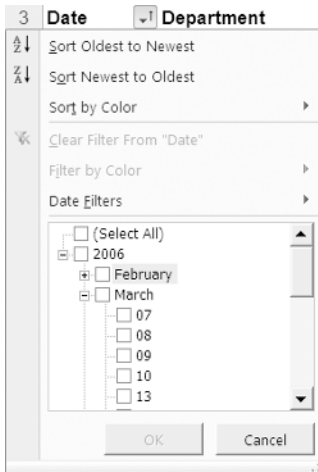 3 Date Department
Sort Oldest to Newest
Sort Newest to Oldest
Sort by Color
Clear Filter From "Date"
Filter by Color
Date Filters
(Select All)
2006
February
March
07
08
09
10
13
OK Cancel